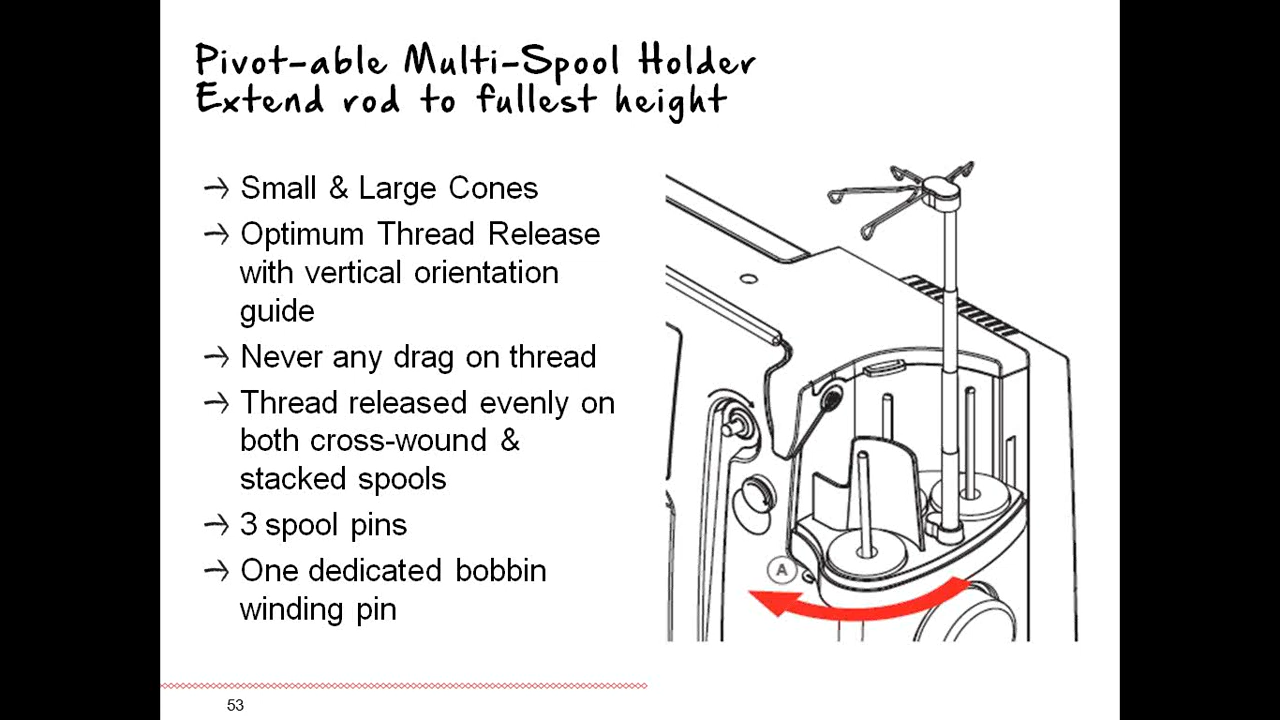 Pivot-able Multi-Spool Holder
Extend rod to fullest height
→ Small & Large Cones
→ Optimum Thread Release
with vertical orientation
guide
→ Never any drag on thread
→ Thread released evenly on
both cross-wound &
stacked spools
→ 3 spool pins
→ One dedicated bobbin
winding pin
A
53